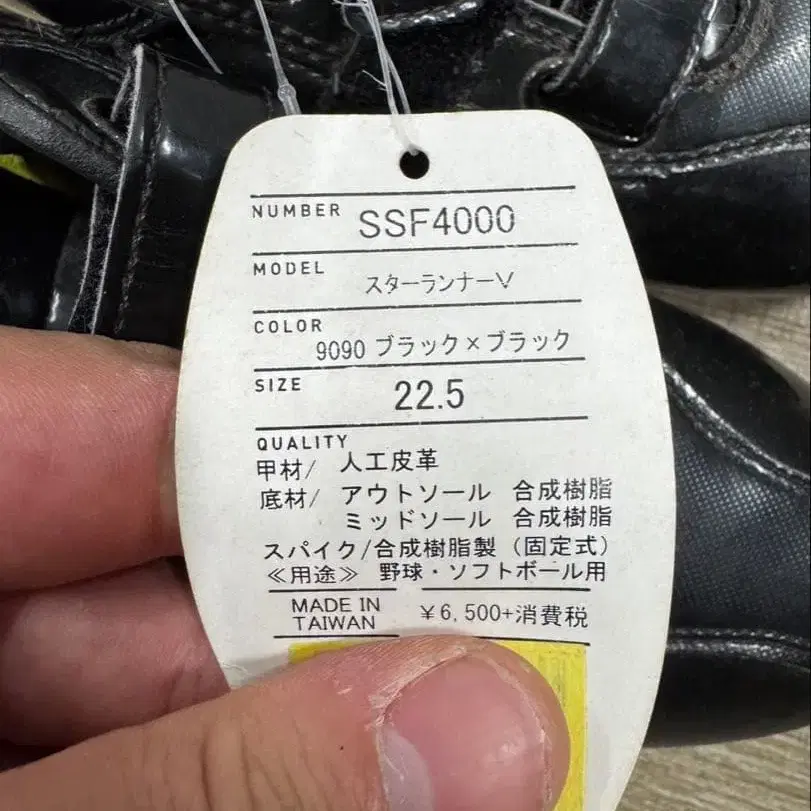 NUMBER SSF4000
MODEL スターランナーV
COLOR 9090 ブラック×ブラック
SIZE 22.5
QUALITY
甲材/ 人工皮革
底材/ アウトソール 合成樹脂
ミッドソール 合成樹脂
スパイク/合成樹脂製（固定式）
≪用途≫ 野球・ソフトボール用
MADE IN TAIWAN ￥6,500+消費税